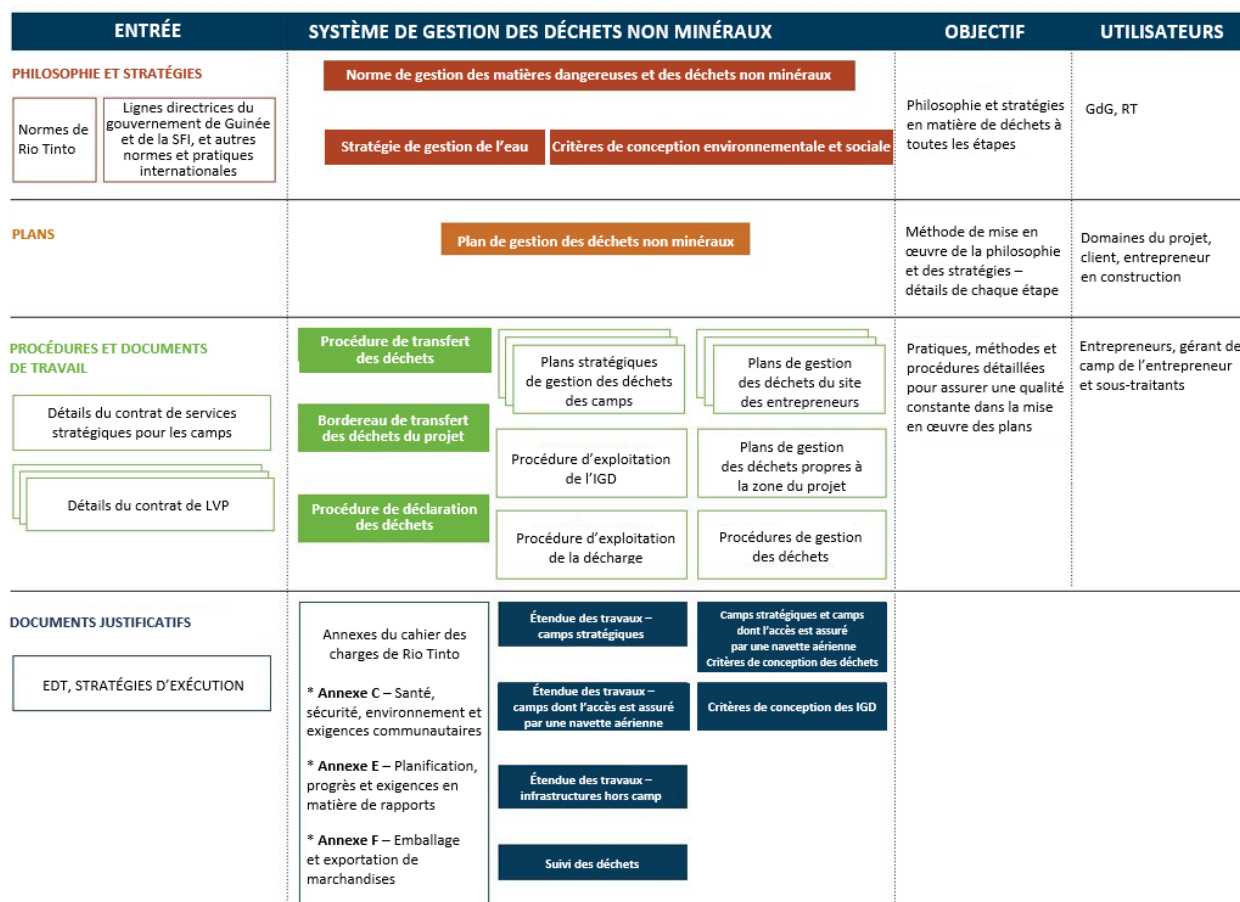 ENTRÉE
SYSTÈME DE GESTION DES DÉCHETS NON MINÉRAUX
OBJECTIF
UTILISATEURS
PHILOSOPHIE ET STRATÉGIES
Normes de
Rio Tinto
Lignes directrices du
gouvernement de Guinée
et de la SFI, et autres
normes et pratiques
internationales
Norme de gestion des matières dangereuses et des déchets non minéraux
Stratégie de gestion de l’eau
Critères de conception environnementale et sociale
Philosophie et stratégies
en matière de déchets à
toutes les étapes
GdG, RT
PLANS
Plan de gestion des déchets non minéraux
Méthode de mise en
œuvre de la philosophie
et des stratégies –
détails de chaque étape
Domaines du projet,
client, entrepreneur
en construction
PROCÉDURES ET DOCUMENTS
DE TRAVAIL
Détails du contrat de services
stratégiques pour les camps
Détails du contrat de LVP
Procédure de transfert
des déchets
Bordereau de transfert
des déchets du projet
Procédure de déclaration
des déchets
Plans stratégiques
de gestion des déchets
des camps
Procédure d’exploitation
de l’IGD
Procédure d’exploitation
de la décharge
Plans de gestion
des déchets du site
des entrepreneurs
Plans de gestion
des déchets propres à
la zone du projet
Procédures de gestion
des déchets
Pratiques, méthodes et
procédures détaillées
pour assurer une qualité
constante dans la mise
en œuvre des plans
Entrepreneurs, gérant de
camp de l’entrepreneur
et sous-traitants
DOCUMENTS JUSTIFICATIFS
EDT, STRATÉGIES D’EXÉCUTION
Annexes du cahier des
charges de Rio Tinto
* Annexe C – Santé,
sécurité, environnement et
exigences communautaires
* Annexe E – Planification,
progrès et exigences en
matière de rapports
* Annexe F – Emballage
et exportation de
marchandises
Étendue des travaux –
camps stratégiques
Étendue des travaux –
camps dont l’accès est assuré
par une navette aérienne
Étendue des travaux –
infrastructures hors camp
Suivi des déchets
Camps stratégiques et camps
dont l’accès est assuré
par une navette aérienne
Critères de conception des déchets
Critères de conception des IGD